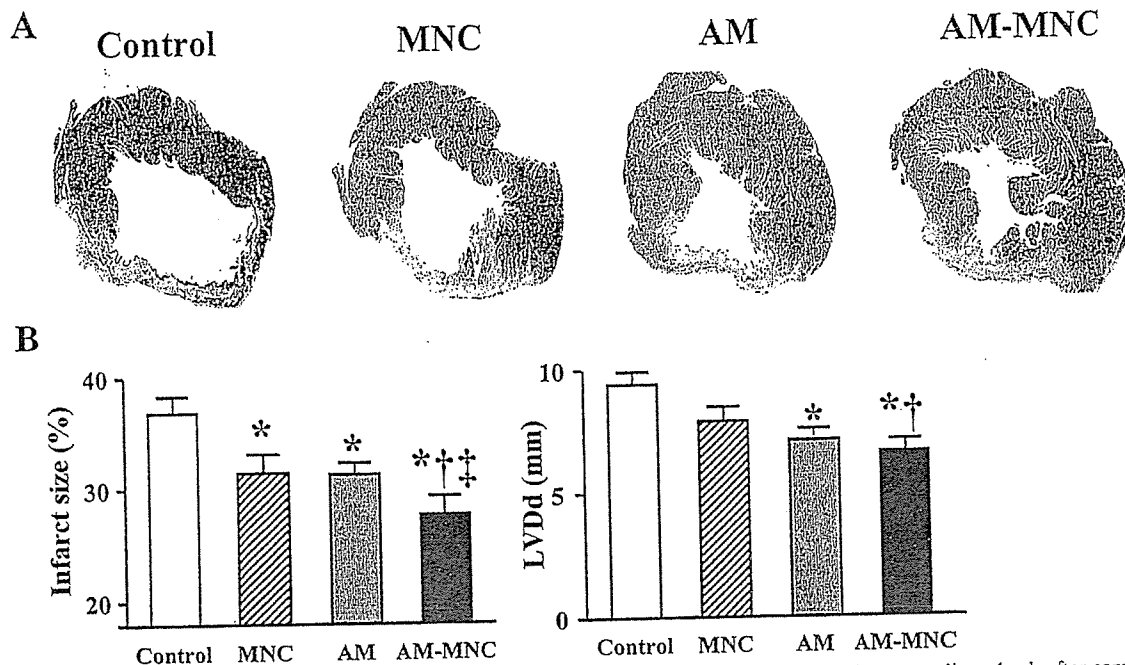 A
Control MNC AM AM-MNC
B
Infarct size (%)
40
30
20
* * *†‡
Control MNC AM AM-MNC
LVDd (mm)
10
5
0
* *†
Control MNC AM AM-MNC